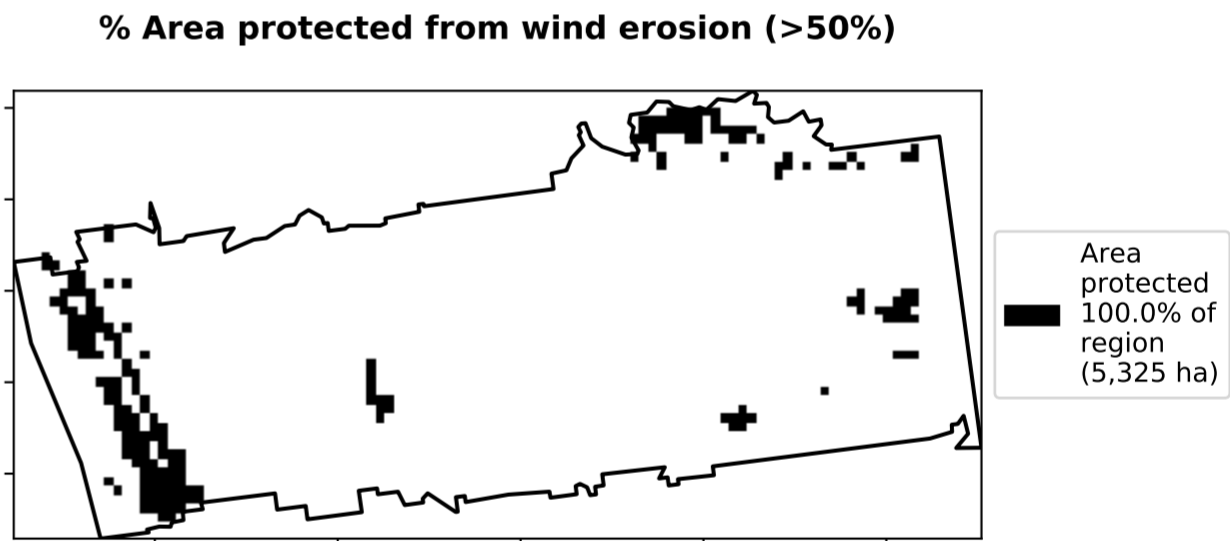 % Area protected from wind erosion (>50%)
Area
protected
100.0% of
region
(5,325 ha)